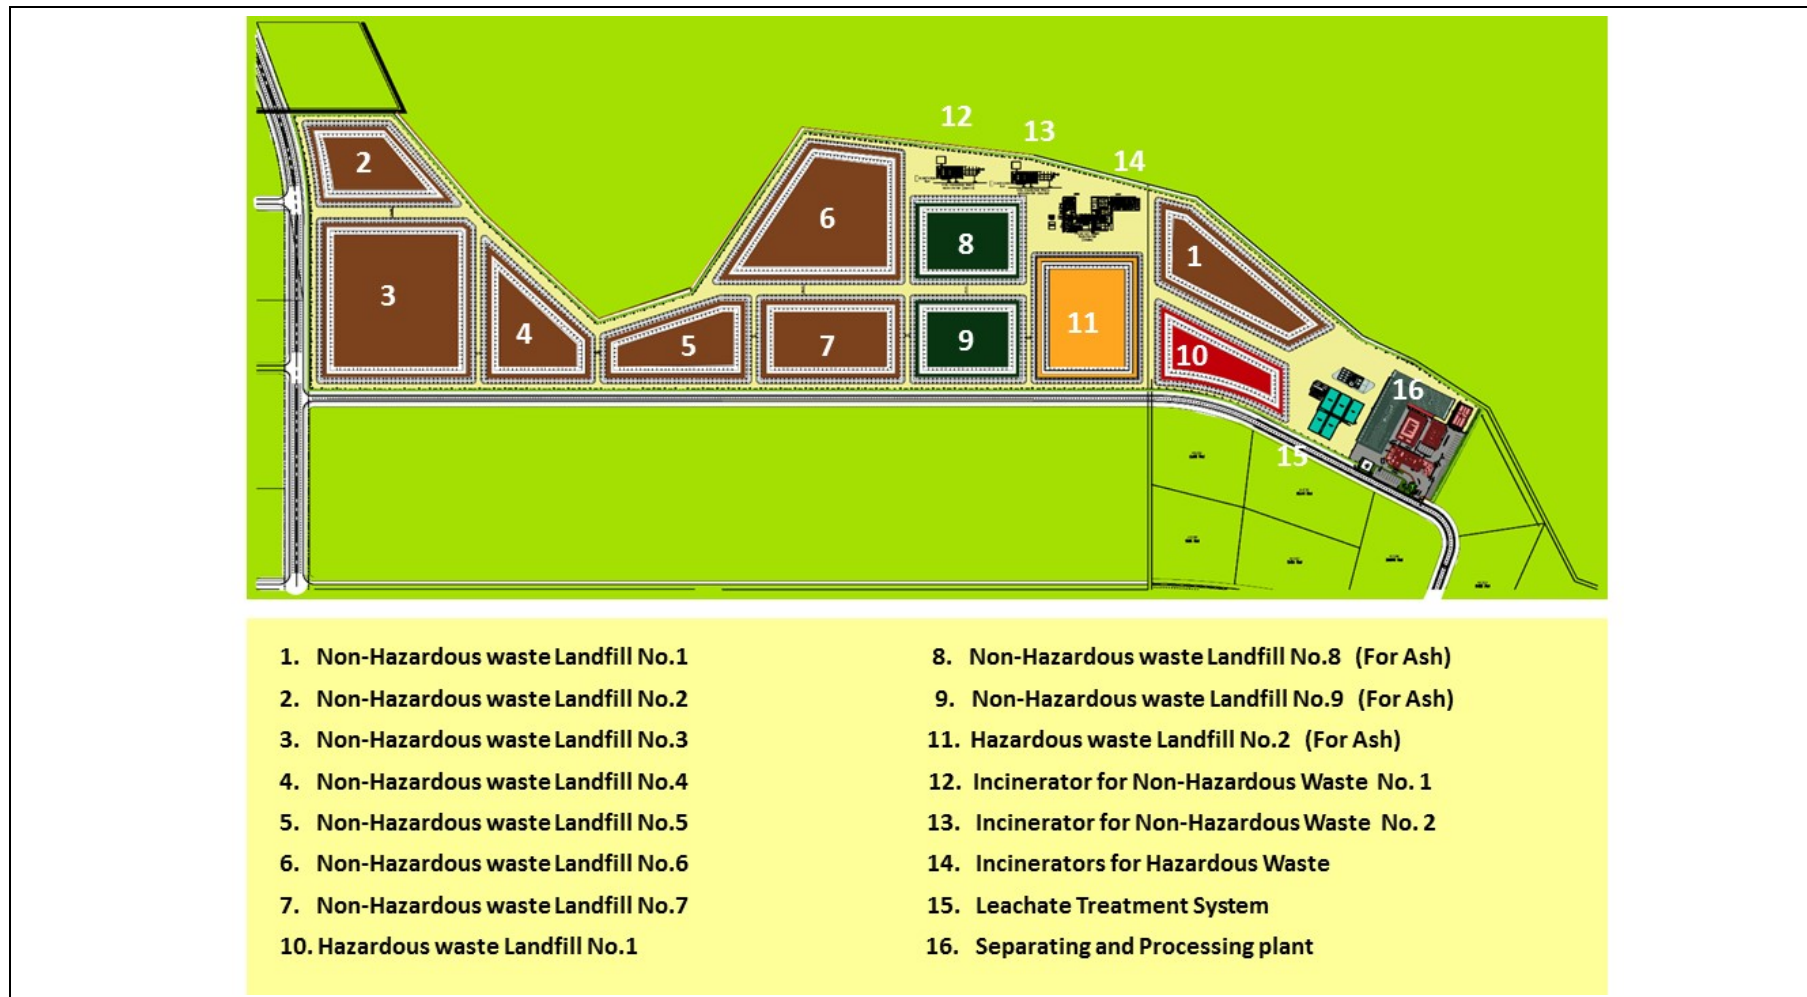 12
13
14
2
6
8
1
3
4
5
7
9
11
10
16
15
1. Non-Hazardous waste Landfill No.1
2. Non-Hazardous waste Landfill No.2
3. Non-Hazardous waste Landfill No.3
4. Non-Hazardous waste Landfill No.4
5. Non-Hazardous waste Landfill No.5
6. Non-Hazardous waste Landfill No.6
7. Non-Hazardous waste Landfill No.7
10. Hazardous waste Landfill No.1
8. Non-Hazardous waste Landfill No.8 (For Ash)
9. Non-Hazardous waste Landfill No.9 (For Ash)
11. Hazardous waste Landfill No.2 (For Ash)
12. Incinerator for Non-Hazardous Waste No. 1
13. Incinerator for Non-Hazardous Waste No. 2
14. Incinerators for Hazardous Waste
15. Leachate Treatment System
16. Separating and Processing plant